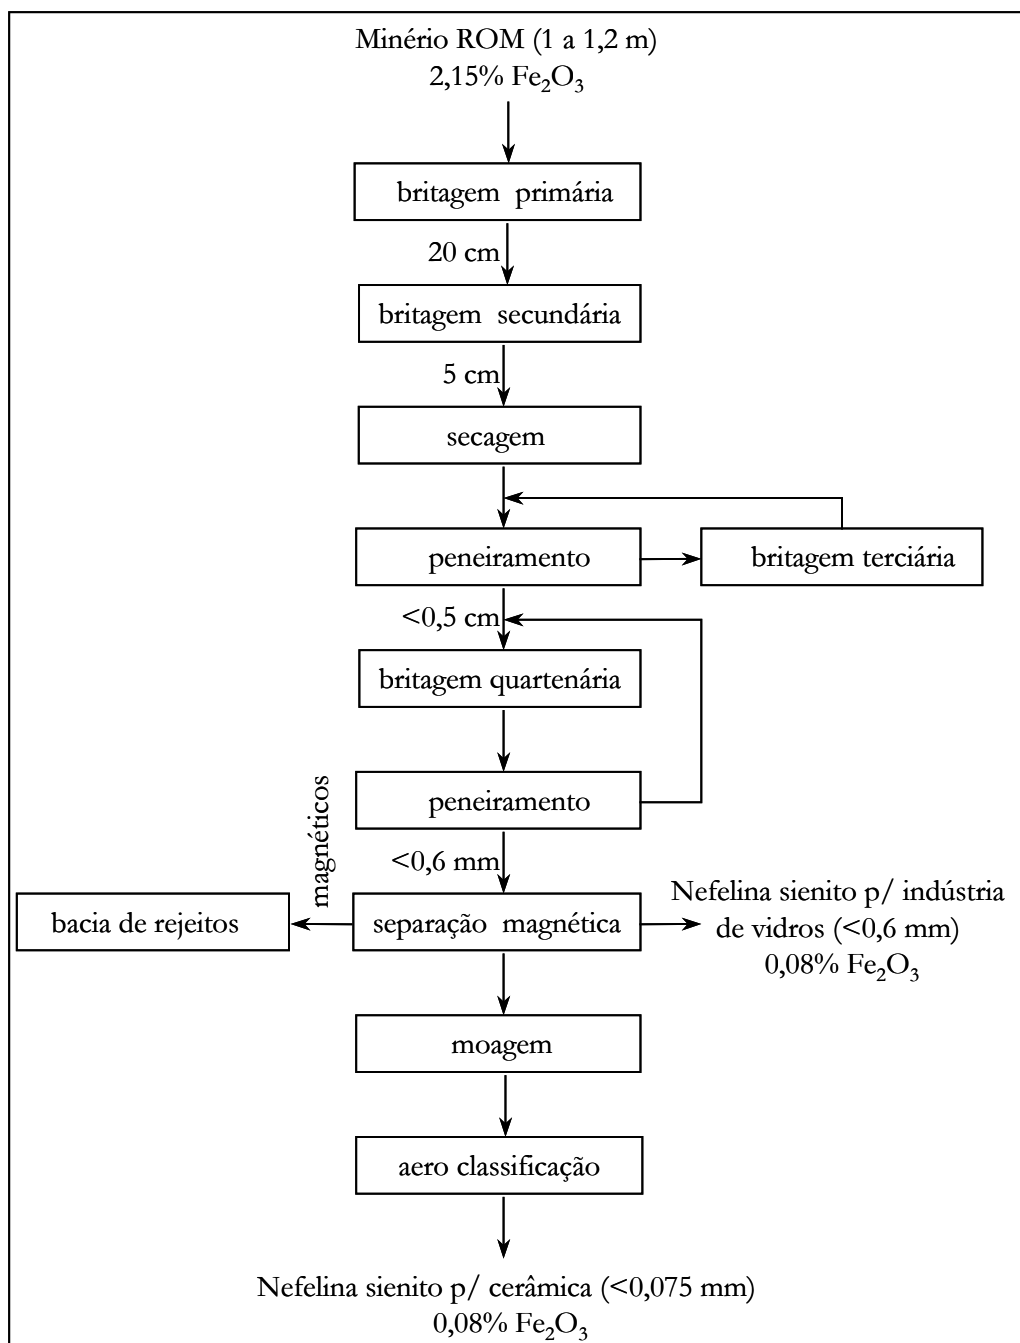 Minério ROM (1 a 1,2 m)
2,15% Fe₂O₃
britagem primária
20 cm
britagem secundária
5 cm
secagem
peneiramento
britagem terciária
<0,5 cm
britagem quartenária
peneiramento
magnéticos
<0,6 mm
bacia de rejeitos
separação magnética
Nefelina sienito p/ indústria
de vidros (<0,6 mm)
0,08% Fe₂O₃
moagem
aero classificação
Nefelina sienito p/ cerâmica (<0,075 mm)
0,08% Fe₂O₃